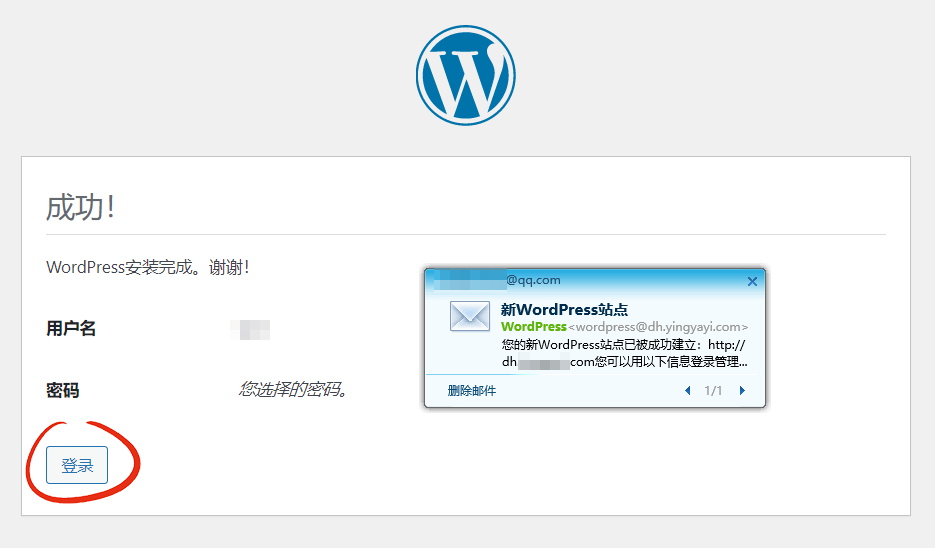 成功！
WordPress安装完成。谢谢！
用户名
密码
您选择的密码。
登录
@qq.com
新WordPress站点
WordPress<wordpress@dh.yingyayi.com>
您的新WordPress站点已被成功建立：http://
dh. com您可以用以下信息登录管理...
删除邮件
1/1